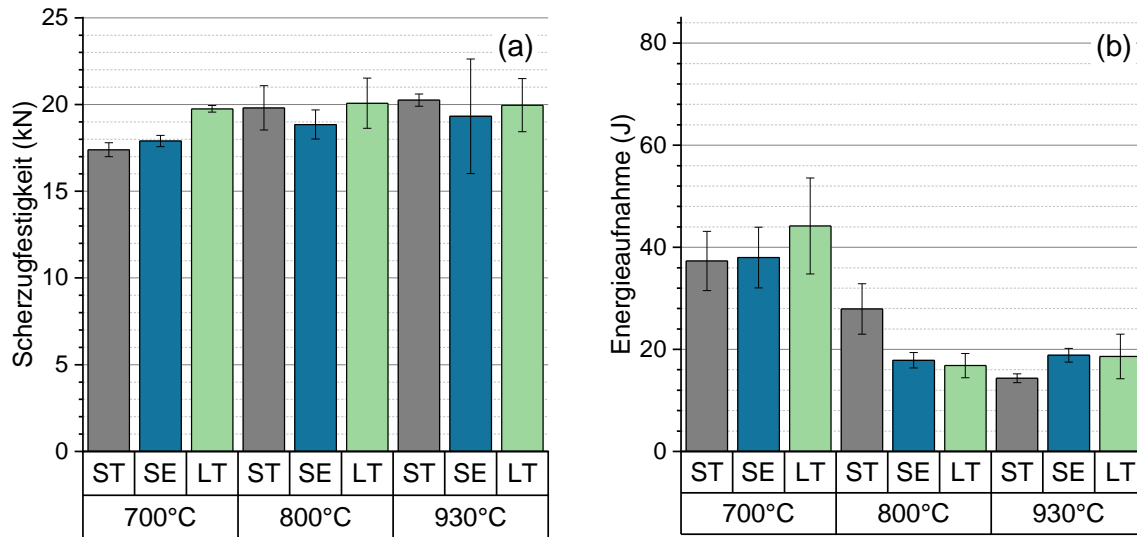 25
20
15
10
5
0
Scherzugfestigkeit (kN)
(a)
ST SE LT ST SE LT ST SE LT
700°C 800°C 930°C
80
60
40
20
0
Energieaufnahme (J)
(b)
ST SE LT ST SE LT ST SE LT
700°C 800°C 930°C